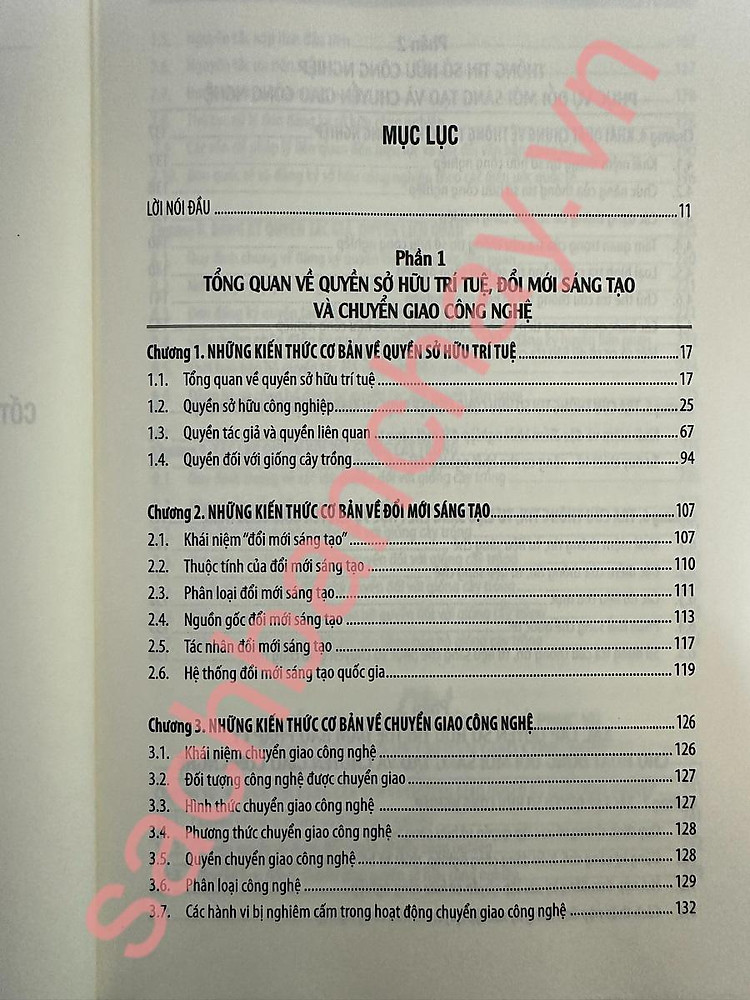 MỤC LỤC
LỜI NÓI ĐẦU ........ 11
Phần 1
TỔNG QUAN VỀ QUYỀN SỞ HỮU TRÍ TUỆ, ĐỔI MỚI SÁNG TẠO
VÀ CHUYỂN GIAO CÔNG NGHỆ
Chương 1. NHỮNG KIẾN THỨC CƠ BẢN VỀ QUYỀN SỞ HỮU TRÍ TUỆ ........ 17
1.1. Tổng quan về quyền sở hữu trí tuệ ........ 17
1.2. Quyền sở hữu công nghiệp ........ 25
1.3. Quyền tác giả và quyền liên quan ........ 67
1.4. Quyền đối với giống cây trồng ........ 94
Chương 2. NHỮNG KIẾN THỨC CƠ BẢN VỀ ĐỔI MỚI SÁNG TẠO ........ 107
2.1. Khái niệm “đổi mới sáng tạo” ........ 107
2.2. Thuộc tính của đổi mới sáng tạo ........ 110
2.3. Phân loại đổi mới sáng tạo ........ 111
2.4. Nguồn gốc đổi mới sáng tạo ........ 113
2.5. Tác nhân đổi mới sáng tạo ........ 117
2.6. Hệ thống đổi mới sáng tạo quốc gia ........ 119
Chương 3. NHỮNG KIẾN THỨC CƠ BẢN VỀ CHUYỂN GIAO CÔNG NGHỆ ........ 126
3.1. Khái niệm chuyển giao công nghệ ........ 126
3.2. Đối tượng công nghệ được chuyển giao ........ 127
3.3. Hình thức chuyển giao công nghệ ........ 127
3.4. Phương thức chuyển giao công nghệ ........ 128
3.5. Quyền chuyển giao công nghệ ........ 128
3.6. Phân loại công nghệ ........ 129
3.7. Các hành vi bị nghiêm cấm trong hoạt động chuyển giao công nghệ ........ 132
sachbanchay.vn